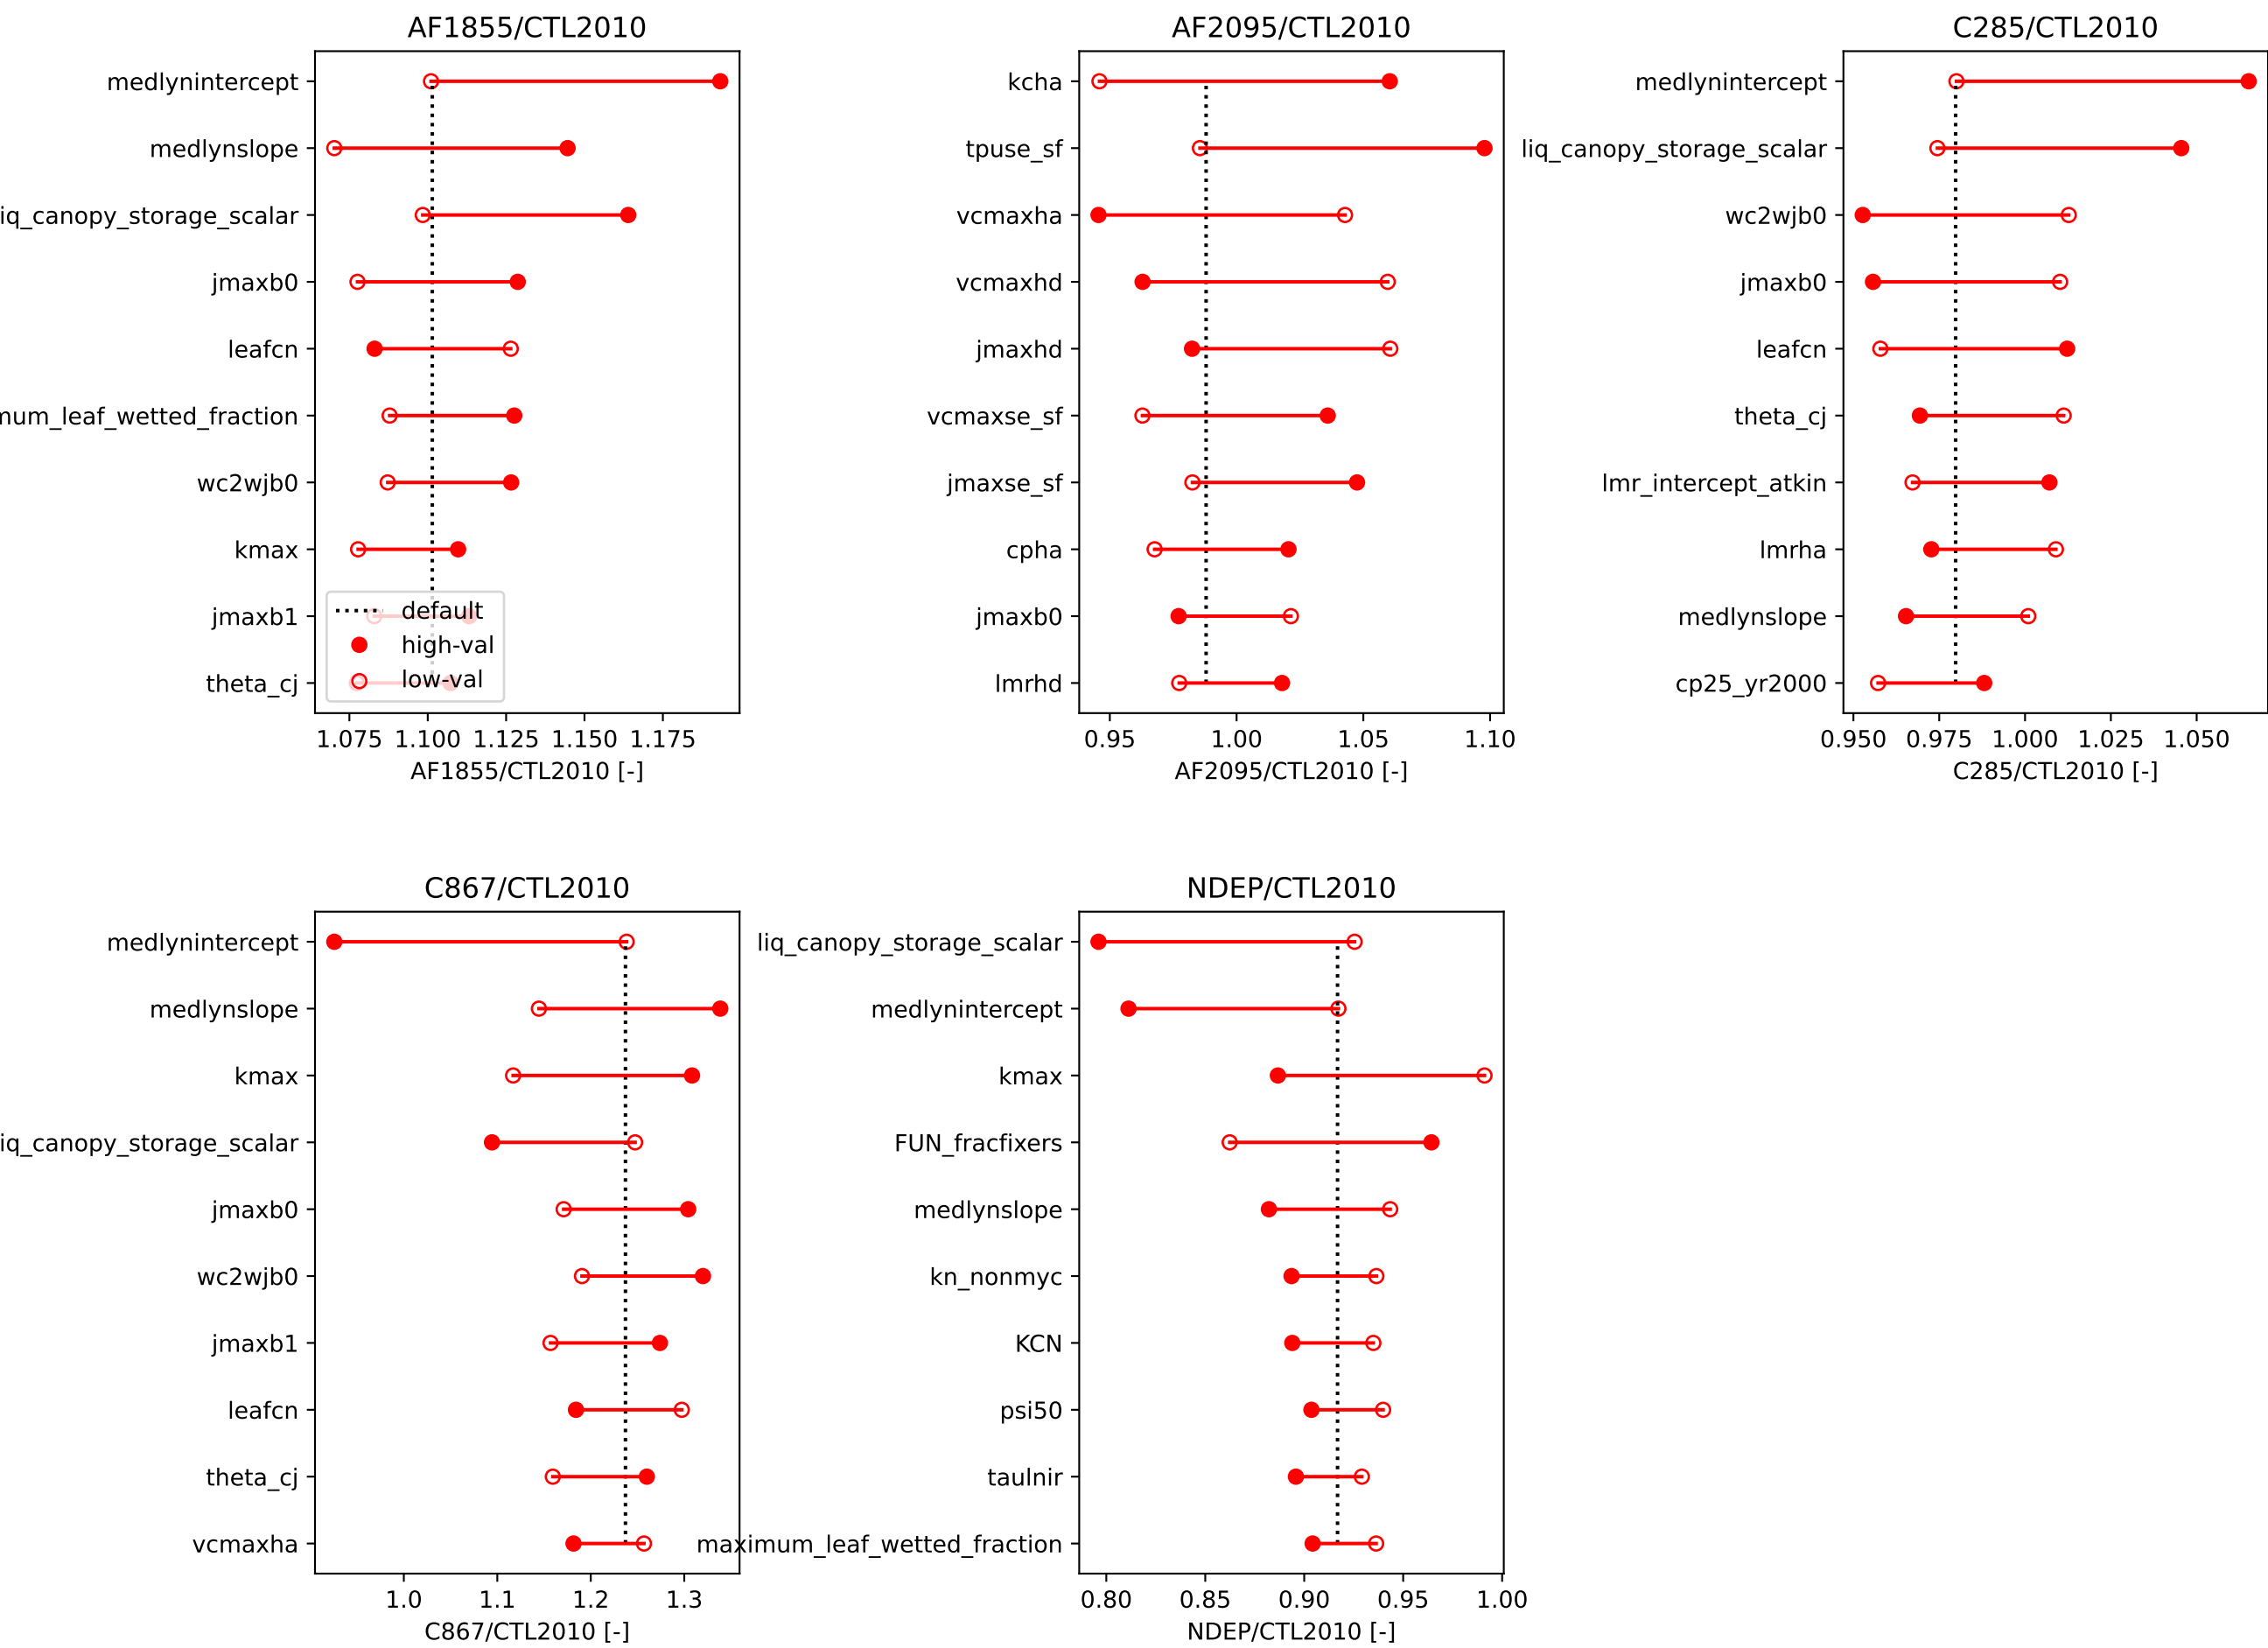 AF1855/CTL2010
medlynintercept
medlynslope
iq_canopy_storage_scalar
jmaxb0
leafcn
mum_leaf_wetted_fraction
wc2wjb0
kmax
jmaxb1
theta_cj
default
high-val
low-val
1.075 1.100 1.125 1.150 1.175
AF1855/CTL2010 [-]
AF2095/CTL2010
kcha
tpuse_sf
vcmaxha
vcmaxhd
jmaxhd
vcmaxse_sf
jmaxse_sf
cpha
jmaxb0
lmrhd
0.95 1.00 1.05 1.10
AF2095/CTL2010 [-]
C285/CTL2010
medlynintercept
liq_canopy_storage_scalar
wc2wjb0
jmaxb0
leafcn
theta_cj
lmr_intercept_atkin
lmrha
medlynslope
cp25_yr2000
0.950 0.975 1.000 1.025 1.050
C285/CTL2010 [-]
C867/CTL2010
medlynintercept
medlynslope
kmax
iq_canopy_storage_scalar
jmaxb0
wc2wjb0
jmaxb1
leafcn
theta_cj
vcmaxha
1.0 1.1 1.2 1.3
C867/CTL2010 [-]
NDEP/CTL2010
liq_canopy_storage_scalar
medlynintercept
kmax
FUN_fracfixers
medlynslope
kn_nonmyc
KCN
psi50
taulnir
maximum_leaf_wetted_fraction
0.80 0.85 0.90 0.95 1.00
NDEP/CTL2010 [-]